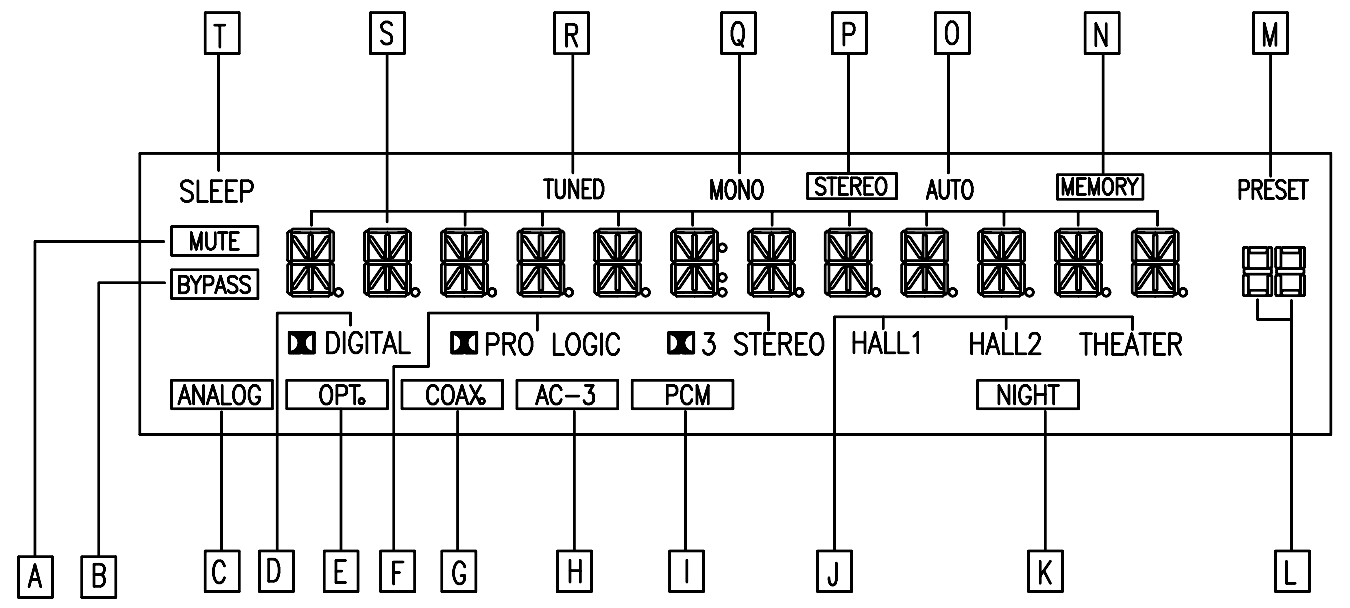 T S R Q P O N M
SLEEP TUNED MONO STEREO AUTO MEMORY PRESET
MUTE
BYPASS
DIGITAL PRO LOGIC 3 STEREO HALL1 HALL2 THEATER
ANALOG OPT. COAX. AC-3 PCM NIGHT
A B C D E F G H I J K L